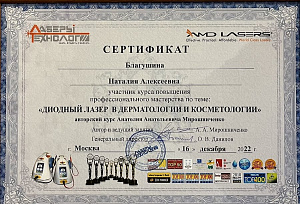 ЛАЗЕРЫ И
ТЕХНОЛОГИИ
AMD LASERS
СЕРТИФИКАТ
Благушина
Наталия Алексеевна
участник курса повышения
профессионального мастерства по теме:
«ДИОДНЫЙ ЛАЗЕР В ДЕРМАТОЛОГИИ И КОСМЕТОЛОГИИ»
авторский курс Анатолия Анатольевича Мирошниченко
Автор и ведущий занятия А. А. Мирошниченко
Генеральный директор О. В. Данилов
г. Москва «16» декабря 2022 г.